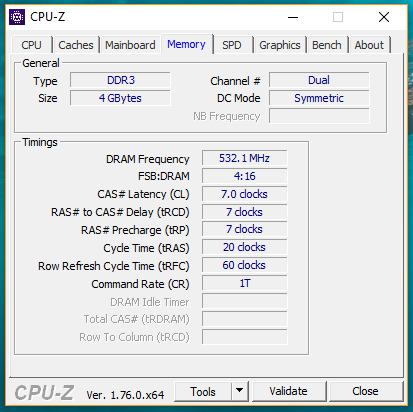 CPU-Z
CPU Caches Mainboard Memory SPD Graphics Bench About
General
Type DDR3 Channel # Dual
Size 4 GBytes DC Mode Symmetric
NB Frequency
Timings
DRAM Frequency 532.1 MHz
FSB:DRAM 4:16
CAS# Latency (CL) 7.0 clocks
RAS# to CAS# Delay (tRCD) 7 clocks
RAS# Precharge (tRP) 7 clocks
Cycle Time (tRAS) 20 clocks
Row Refresh Cycle Time (tRFC) 60 clocks
Command Rate (CR) 1T
DRAM Idle Timer
Total CAS# (tRDRAM)
Row To Column (tRCD)
CPU-Z Ver. 1.76.0.x64 Tools Validate Close